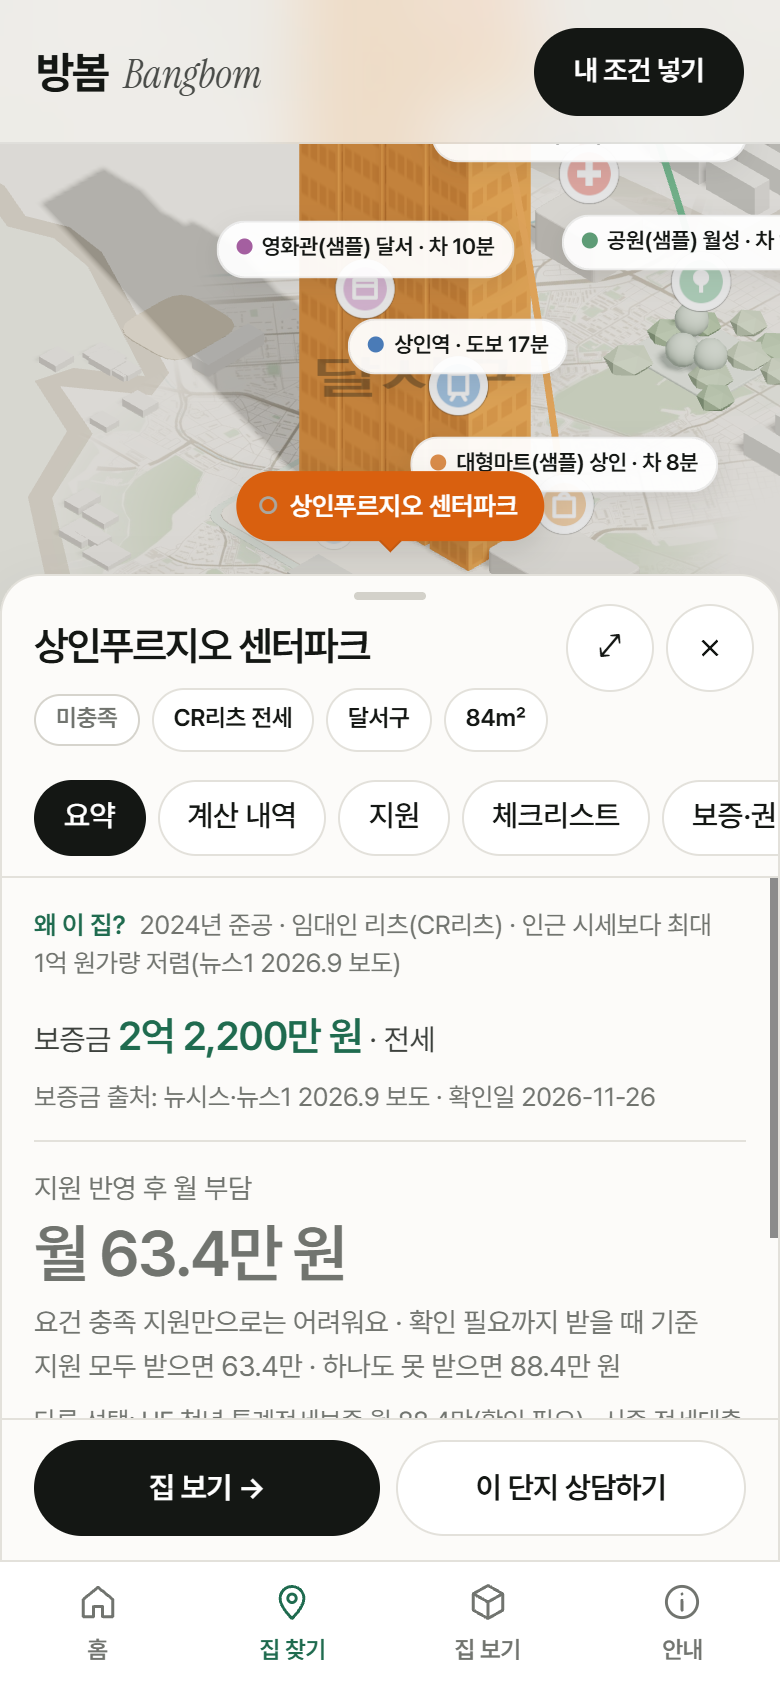 방봄 Bangbom
내 조건 넣기
영화관(샘플) 달서 · 차 10분
공원(샘플) 월성 · 차
상인역 · 도보 17분
대형마트(샘플) 상인 · 차 8분
상인푸르지오 센터파크
상인푸르지오 센터파크
미충족
CR리츠 전세
달서구
84m²
요약
계산 내역
지원
체크리스트
보증·권
왜 이 집? 2024년 준공 · 임대인 리츠(CR리츠) · 인근 시세보다 최대
1억 원가량 저렴(뉴스1 2026.9 보도)
보증금 2억 2,200만 원 · 전세
보증금 출처: 뉴시스·뉴스1 2026.9 보도 · 확인일 2026-11-26
지원 반영 후 월 부담
월 63.4만 원
요건 충족 지원만으로는 어려워요 · 확인 필요까지 받을 때 기준
지원 모두 받으면 63.4만 · 하나도 못 받으면 88.4만 원
집 보기 →
이 단지 상담하기
홈
집 찾기
집 보기
안내